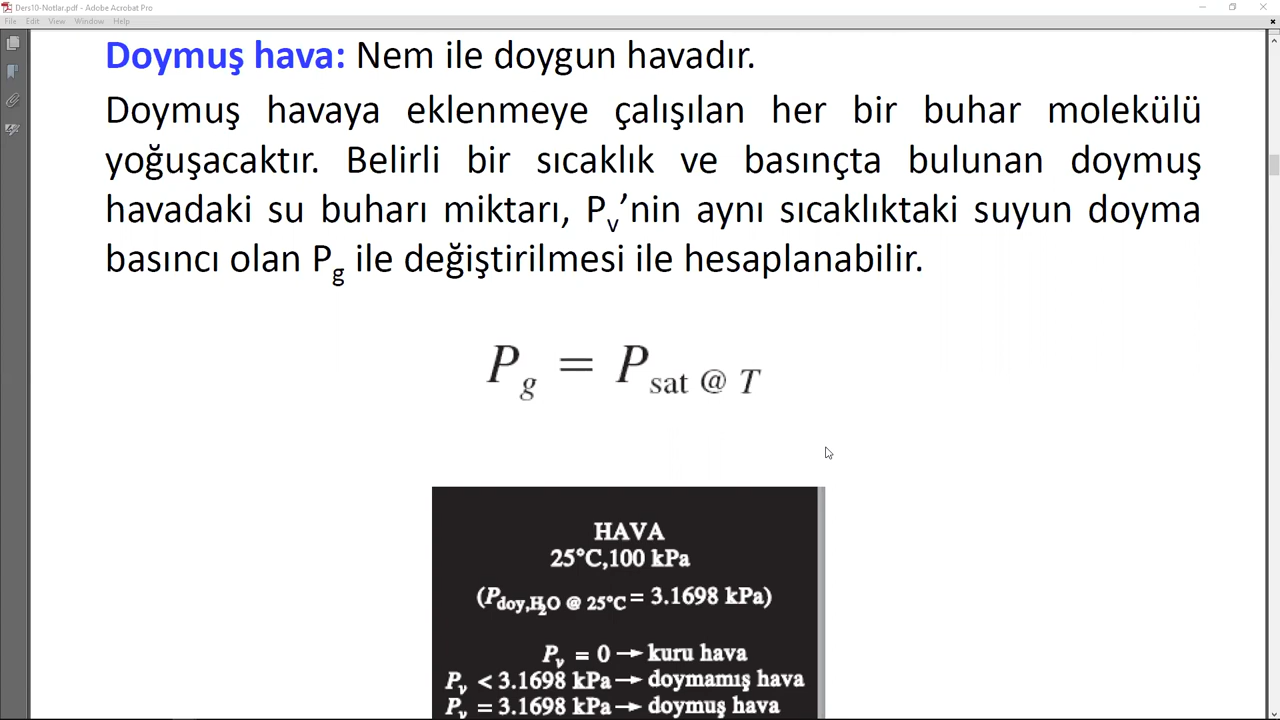 Ders10-Notlar.pdf - Adobe Acrobat Pro
File Edit View Window Help
Doymuş hava: Nem ile doygun havadır.
Doymuş havaya eklenmeye çalışılan her bir buhar molekülü
yoğuşacaktır. Belirli bir sıcaklık ve basınçta bulunan doymuş
havadaki su buharı miktarı, Pv’nin aynı sıcaklıktaki suyun doyma
basıncı olan Pg ile değiştirilmesi ile hesaplanabilir.
Pg = Psat @ T
HAVA
25°C,100 kPa
(Pdoy,H2O @ 25°C = 3.1698 kPa)
Pv = 0 → kuru hava
Pv < 3.1698 kPa → doymamış hava
Pv = 3.1698 kPa → doymuş hava